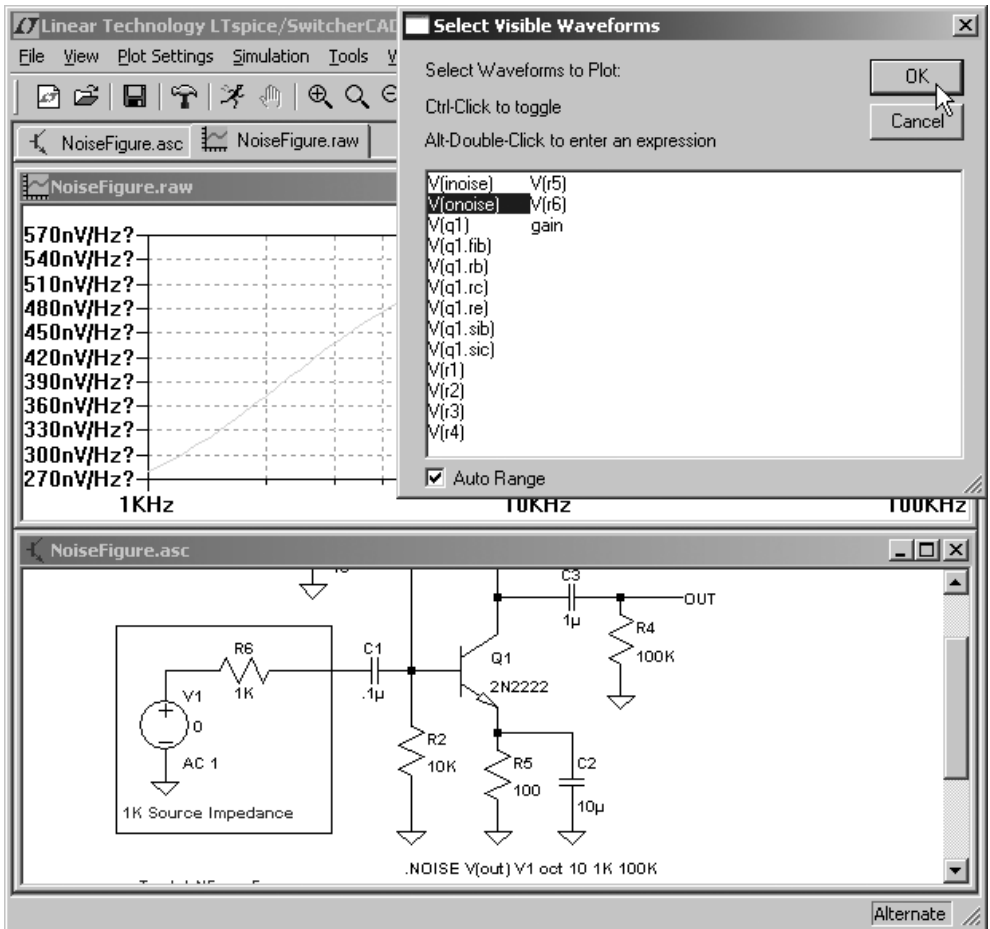 Linear Technology LTspice/SwitcherCAD
File View Plot Settings Simulation Tools
NoiseFigure.asc NoiseFigure.raw
NoiseFigure.raw
570nV/Hz?
540nV/Hz?
510nV/Hz?
480nV/Hz?
450nV/Hz?
420nV/Hz?
390nV/Hz?
360nV/Hz?
330nV/Hz?
300nV/Hz?
270nV/Hz?
1KHz 10KHz 100KHz
Select Visible Waveforms
Select Waveforms to Plot:
Ctrl-Click to toggle
Alt-Double-Click to enter an expression
OK
Cancel
V(inoise) V(r5)
V(onoise) V(r6)
V(q1) gain
V(q1.fib)
V(q1.rb)
V(q1.rc)
V(q1.re)
V(q1.sib)
V(q1.sic)
V(r1)
V(r2)
V(r3)
V(r4)
Auto Range
NoiseFigure.asc
C3
1µ
OUT
R4
100K
R6
1K
C1
.1µ
Q1
2N2222
V1
0
AC 1
R2
10K
R5
100
C2
10µ
1K Source Impedance
.NOISE V(out) V1 oct 10 1K 100K
Alternate